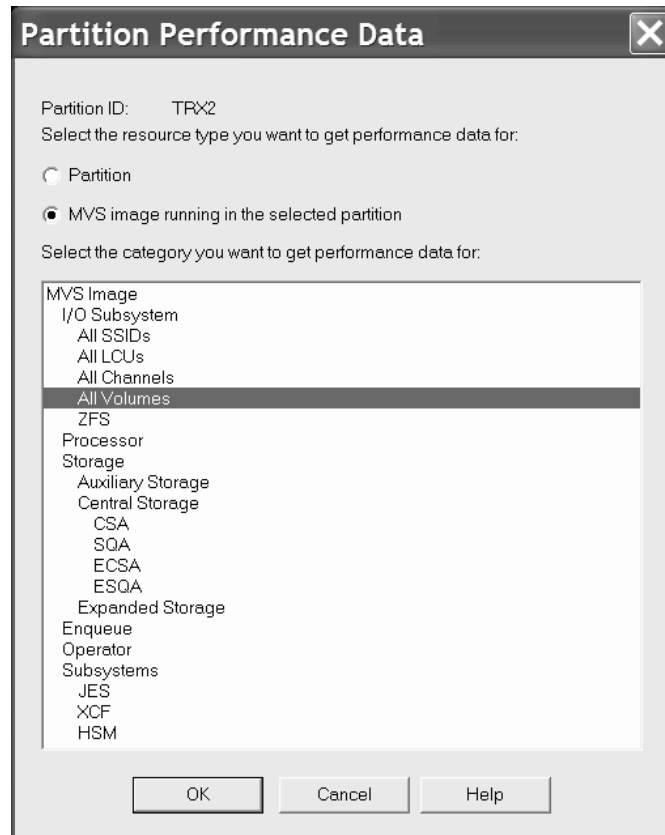 Partition Performance Data
Partition ID: TRX2
Select the resource type you want to get performance data for:
Partition
MVS image running in the selected partition
Select the category you want to get performance data for:
MVS Image
I/O Subsystem
All SSIDs
All LCUs
All Channels
All Volumes
ZFS
Processor
Storage
Auxiliary Storage
Central Storage
CSA
SQA
ECSA
ESQA
Expanded Storage
Enqueue
Operator
Subsystems
JES
XCF
HSM
OK Cancel Help